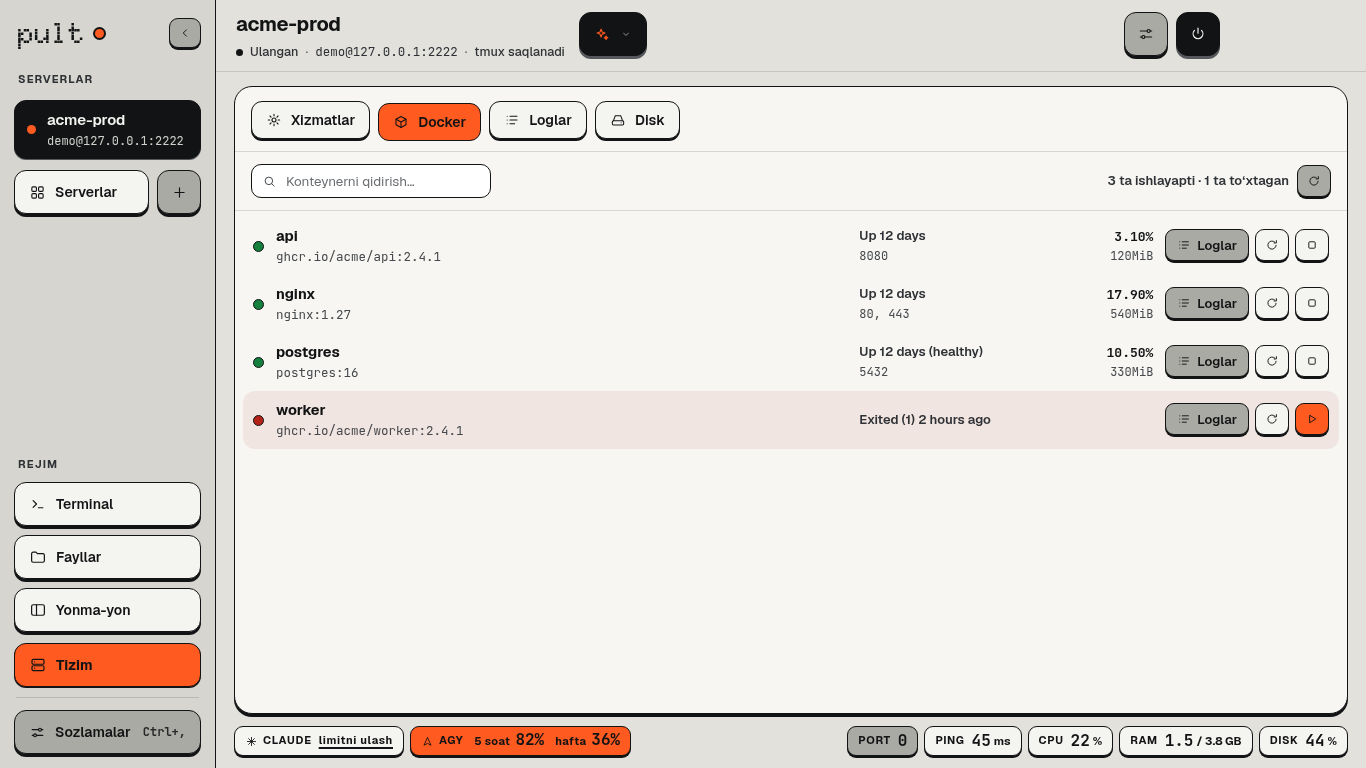 pult
SERVERLAR
acme-prod
demo@127.0.0.1:2222
Serverlar
REJIM
Terminal
Fayllar
Yonma-yon
Tizim
Sozlamalar Ctrl+,
acme-prod
Ulangan · demo@127.0.0.1:2222 · tmux saqlanadi
Xizmatlar Docker Loglar Disk
Konteynerni qidirish…
3 ta ishlayapti · 1 ta to‘xtagan
api Up 12 days 3.10% Loglar
ghcr.io/acme/api:2.4.1 8080 120MiB
nginx Up 12 days 17.90% Loglar
nginx:1.27 80, 443 540MiB
postgres Up 12 days (healthy) 10.50% Loglar
postgres:16 5432 330MiB
worker Exited (1) 2 hours ago Loglar
ghcr.io/acme/worker:2.4.1
CLAUDE limitni ulash AGY 5 soat 82% hafta 36% PORT 0 PING 45 ms CPU 22 % RAM 1.5 / 3.8 GB DISK 44 %